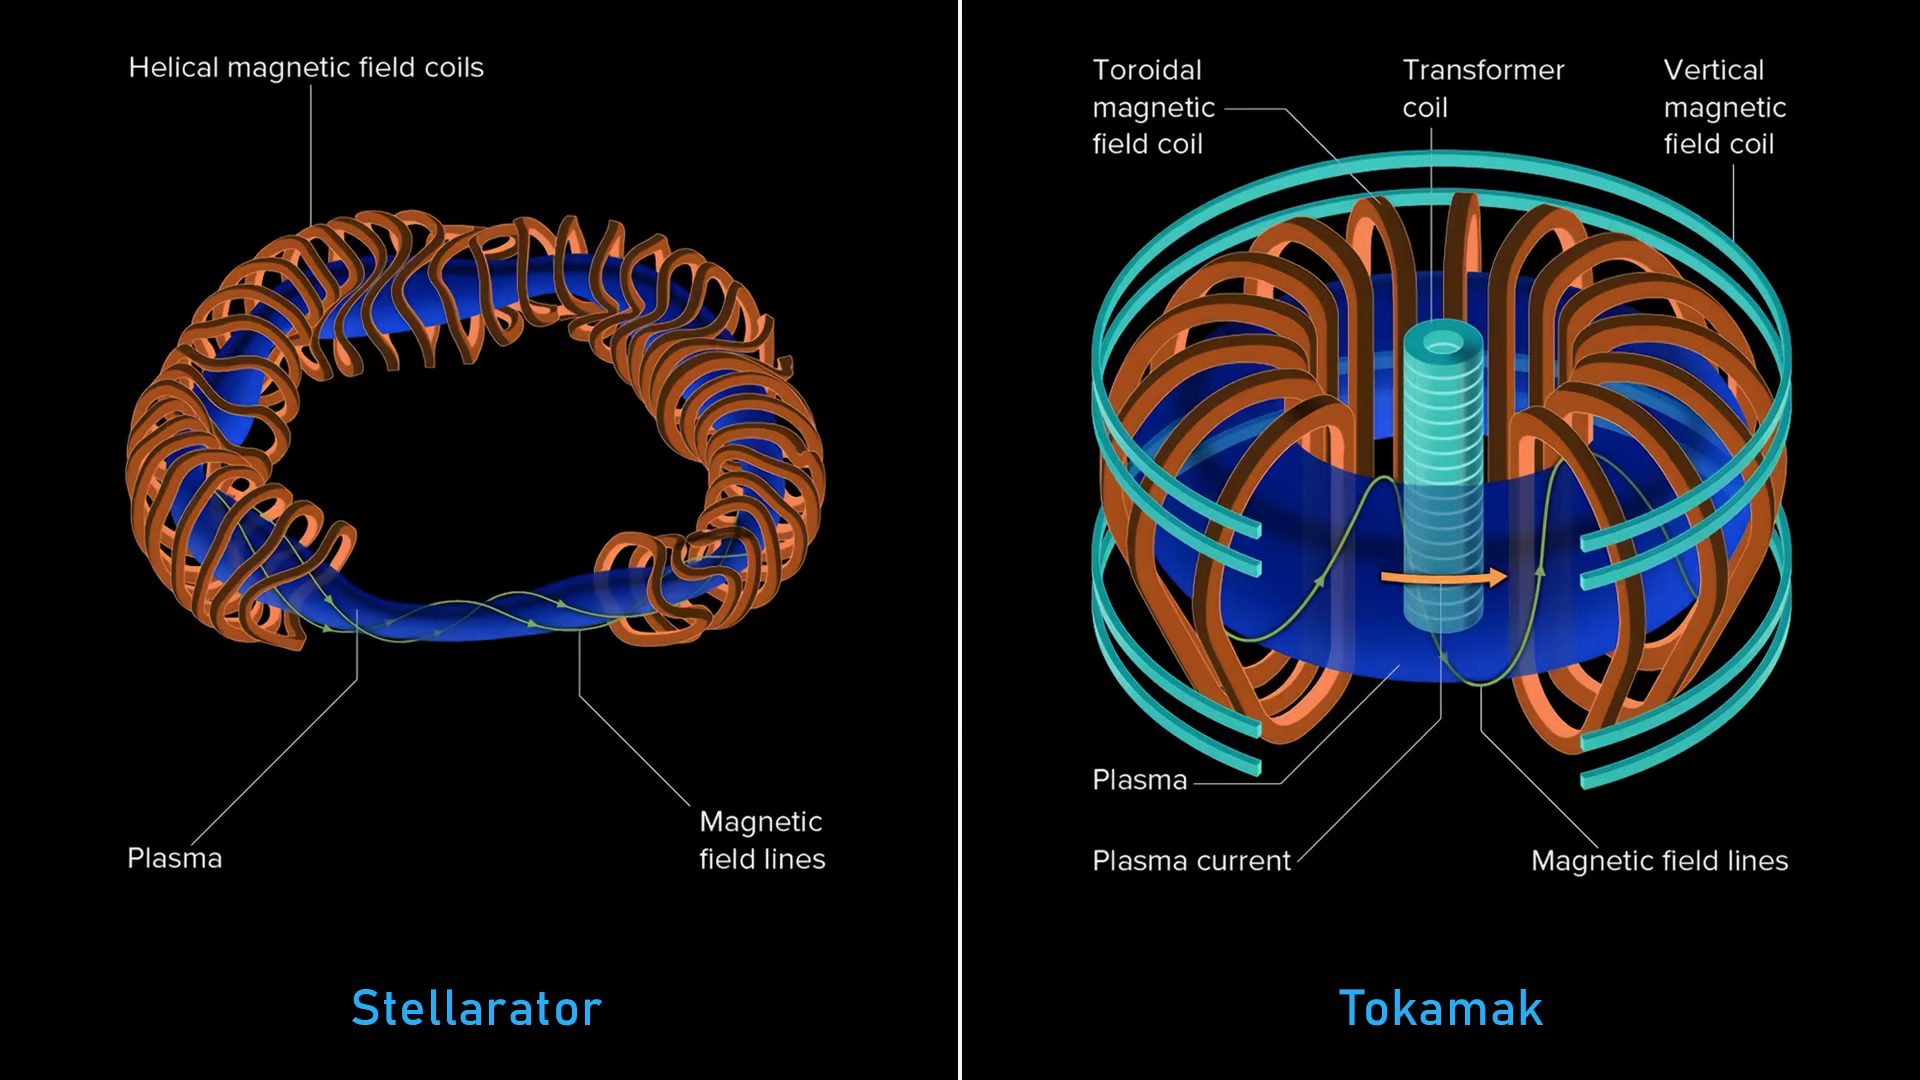 Helical magnetic field coils
Plasma
Magnetic
field lines
Stellarator
Toroidal
magnetic
field coil
Transformer
coil
Vertical
magnetic
field coil
Plasma
Plasma current
Magnetic field lines
Tokamak